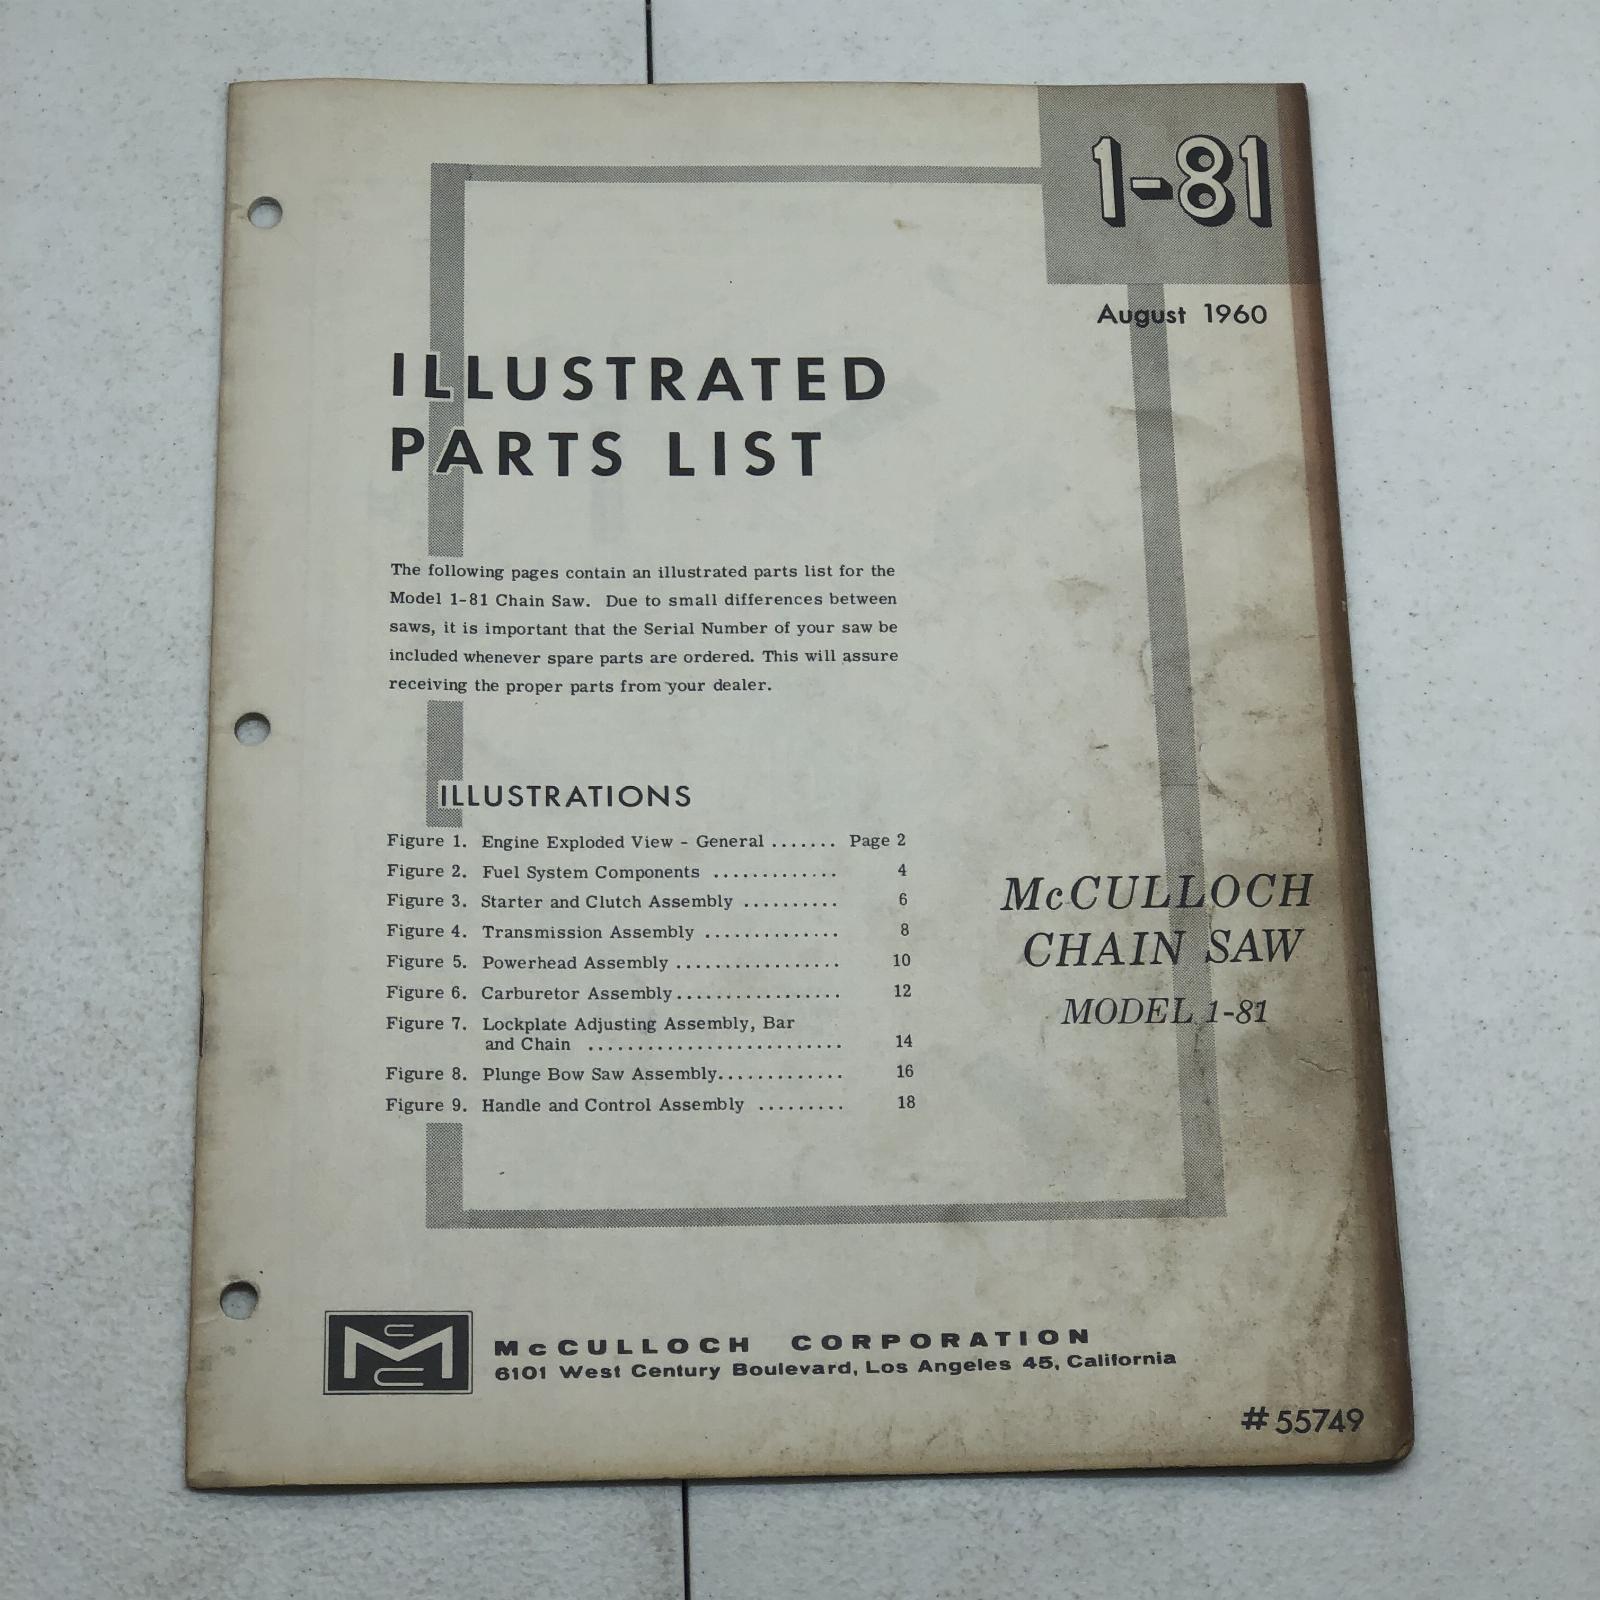 1-81
August 1960
ILLUSTRATED
PARTS LIST
The following pages contain an illustrated parts list for the
Model 1-81 Chain Saw. Due to small differences between
saws, it is important that the Serial Number of your saw be
included whenever spare parts are ordered. This will assure
receiving the proper parts from your dealer.
ILLUSTRATIONS
Figure 1. Engine Exploded View - General ....... Page 2
Figure 2. Fuel System Components ............. 4
Figure 3. Starter and Clutch Assembly .......... 6
Figure 4. Transmission Assembly .............. 8
Figure 5. Powerhead Assembly ................. 10
Figure 6. Carburetor Assembly................. 12
Figure 7. Lockplate Adjusting Assembly, Bar
and Chain .......................... 14
Figure 8. Plunge Bow Saw Assembly............. 16
Figure 9. Handle and Control Assembly ......... 18
McCULLOCH
CHAIN SAW
MODEL 1-81
McCULLOCH CORPORATION
6101 West Century Boulevard, Los Angeles 45, California
#55749